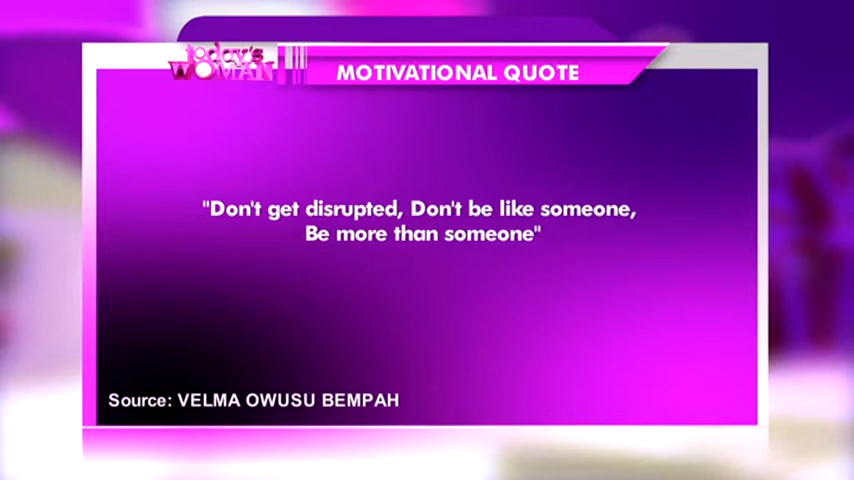 today's
WOMAN
MOTIVATIONAL QUOTE
"Don't get disrupted, Don't be like someone,
Be more than someone"
Source: VELMA OWUSU BEMPAH